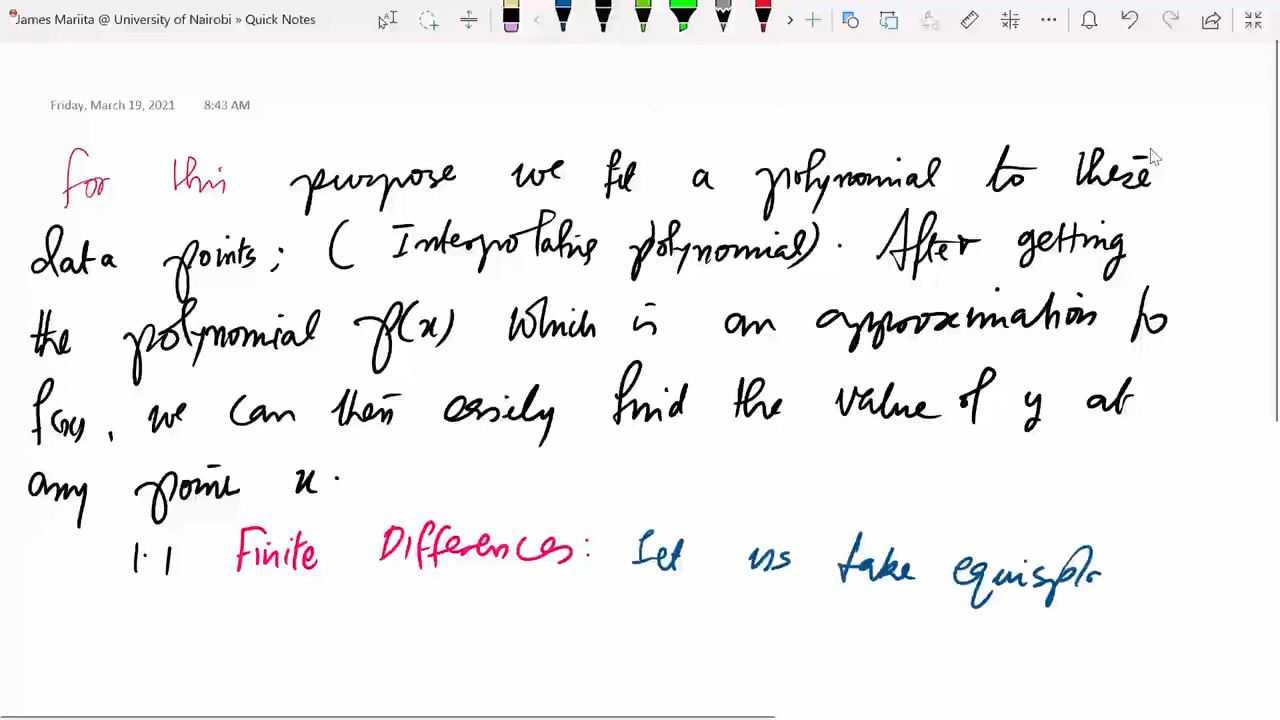 James Mariita @ University of Nairobi » Quick Notes
Friday, March 19, 2021 8:43 AM
For this purpose we fit a polynomial to these
data points; ( Interpolating polynomial). After getting
the polynomial p(x) which is an approximation to
f(x), we can then easily find the value of y at
any point x.
1.1 Finite Differences: Let us take equispa